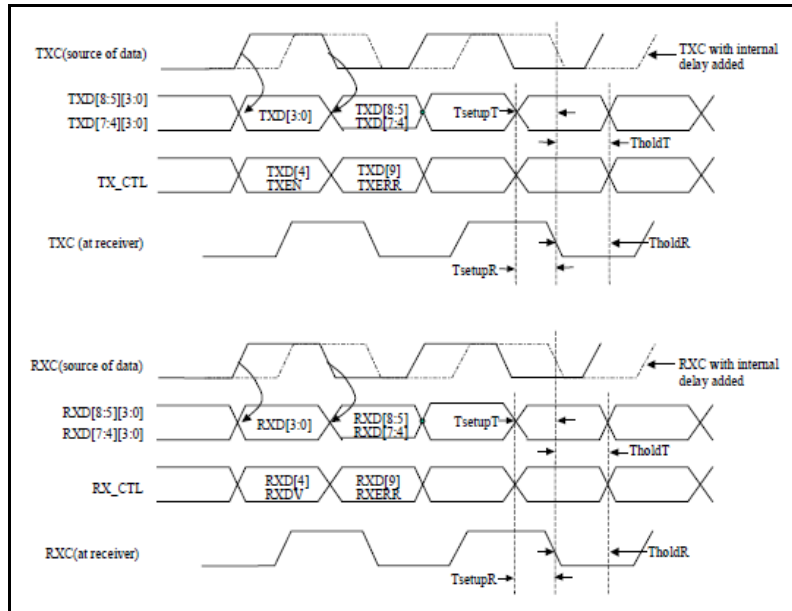 TXC(source of data)
TXC with internal
delay added
TXD[8:5][3:0]
TXD[7:4][3:0]
TXD[3:0]
TXD[8:5]
TXD[7:4]
TsetupT
TholdT
TX_CTL
TXD[4]
TXEN
TXD[9]
TXERR
TXC (at receiver)
TholdR
TsetupR
RXC(source of data)
RXC with internal
delay added
RXD[8:5][3:0]
RXD[7:4][3:0]
RXD[3:0]
RXD[8:5]
RXD[7:4]
TsetupT
TholdT
RX_CTL
RXD[4]
RXDV
RXD[9]
RXERR
RXC(at receiver)
TholdR
TsetupR